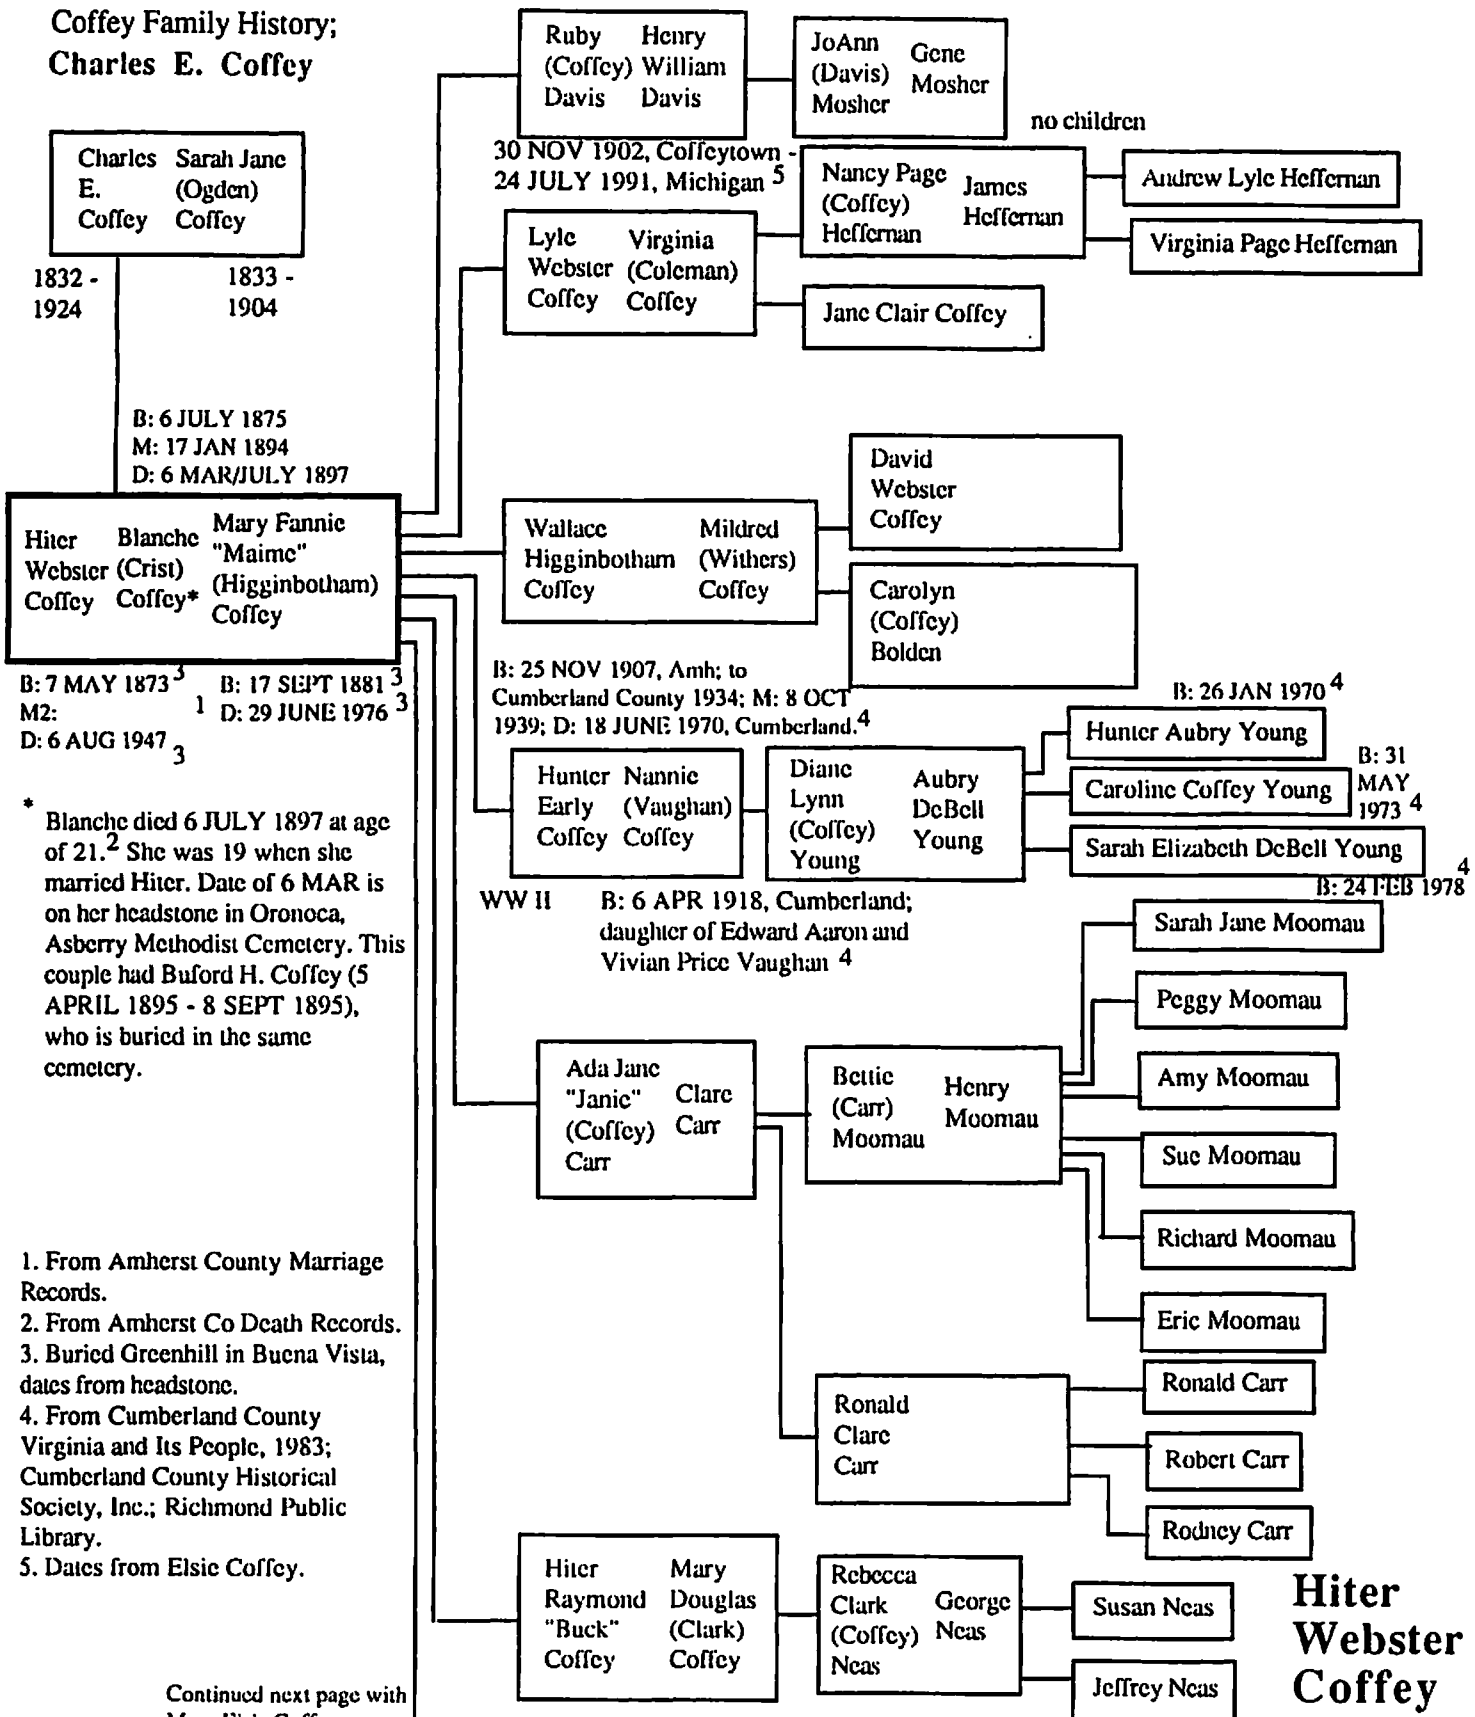 Coffey Family History;
Charles E. Coffey
Charles
E.
Coffey
Sarah Jane
(Ogden)
Coffey
1832 -
1924
1833 -
1904
B: 6 JULY 1875
M: 17 JAN 1894
D: 6 MAR/JULY 1897
Hiter
Webster
Coffey
Blanche
(Crist)
Coffey*
Mary Fannie
"Maime"
(Higginbotham)
Coffey
B: 7 MAY 1873 3
M2: 1
D: 6 AUG 1947 3
B: 17 SEPT 1881 3
D: 29 JUNE 1976 3
* Blanche died 6 JULY 1897 at age
of 21.2 She was 19 when she
married Hiter. Date of 6 MAR is
on her headstone in Oronoca,
Asberry Methodist Cemetery. This
couple had Buford H. Coffey (5
APRIL 1895 - 8 SEPT 1895),
who is buried in the same
cemetery.
1. From Amherst County Marriage
Records.
2. From Amherst Co Death Records.
3. Buried Greenhill in Buena Vista,
dates from headstone.
4. From Cumberland County
Virginia and Its People, 1983;
Cumberland County Historical
Society, Inc.; Richmond Public
Library.
5. Dates from Elsie Coffey.
Continued next page with
Ruby
(Coffey)
Davis
Henry
William
Davis
JoAnn
(Davis)
Mosher
Gene
Mosher
no children
30 NOV 1902, Coffeytown -
24 JULY 1991, Michigan 5
Lyle
Webster
Coffey
Virginia
(Coleman)
Coffey
Nancy Page
(Coffey)
Heffernan
James
Heffernan
Andrew Lyle Heffernan
Virginia Page Heffernan
Jane Clair Coffey
Wallace
Higginbotham
Coffey
Mildred
(Withers)
Coffey
David
Webster
Coffey
Carolyn
(Coffey)
Bolden
B: 25 NOV 1907, Amh; to
Cumberland County 1934; M: 8 OCT
1939; D: 18 JUNE 1970, Cumberland.4
Hunter
Early
Coffey
Nannie
(Vaughan)
Coffey
Diane
Lynn
(Coffey)
Young
Aubry
DeBell
Young
B: 26 JAN 1970 4
Hunter Aubry Young
Caroline Coffey Young
B: 31
MAY
1973 4
Sarah Elizabeth DeBell Young
B: 24 FEB 1978 4
WW II
B: 6 APR 1918, Cumberland;
daughter of Edward Aaron and
Vivian Price Vaughan 4
Ada Jane
"Janie"
(Coffey)
Carr
Clare
Carr
Bettie
(Carr)
Moomau
Henry
Moomau
Sarah Jane Moomau
Peggy Moomau
Amy Moomau
Sue Moomau
Richard Moomau
Eric Moomau
Ronald
Clare
Carr
Ronald Carr
Robert Carr
Rodney Carr
Hiter
Raymond
"Buck"
Coffey
Mary
Douglas
(Clark)
Coffey
Rebecca
Clark
(Coffey)
Neas
George
Neas
Susan Neas
Jeffrey Neas
Hiter
Webster
Coffey